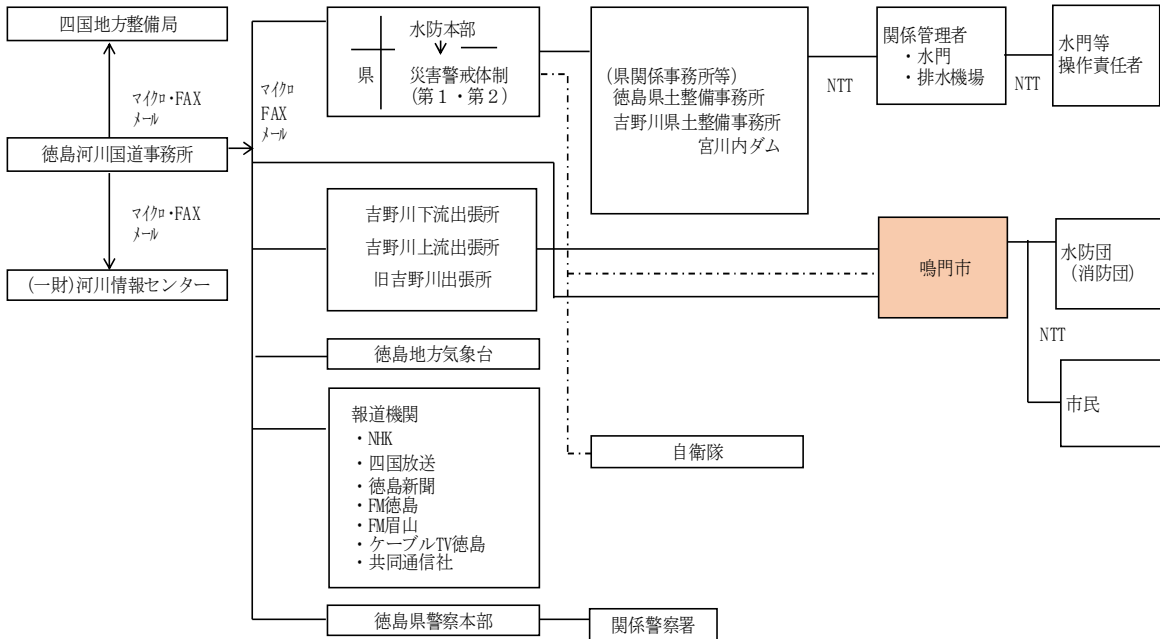 四国地方整備局
ﾏｲｸﾛ・FAX
ﾒｰﾙ
徳島河川国道事務所
ﾏｲｸﾛ・FAX
ﾒｰﾙ
(一財)河川情報センター
ﾏｲｸﾛ
FAX
ﾒｰﾙ
県
水防本部
災害警戒体制
(第１・第２)
吉野川下流出張所
吉野川上流出張所
旧吉野川出張所
徳島地方気象台
報道機関
・NHK
・四国放送
・徳島新聞
・FM徳島
・FM眉山
・ケーブルTV徳島
・共同通信社
徳島県警察本部
(県関係事務所等)
徳島県土整備事務所
吉野川県土整備事務所
宮川内ダム
自衛隊
関係警察署
NTT
関係管理者
・水門
・排水機場
NTT
水門等
操作責任者
鳴門市
水防団
(消防団)
NTT
市民